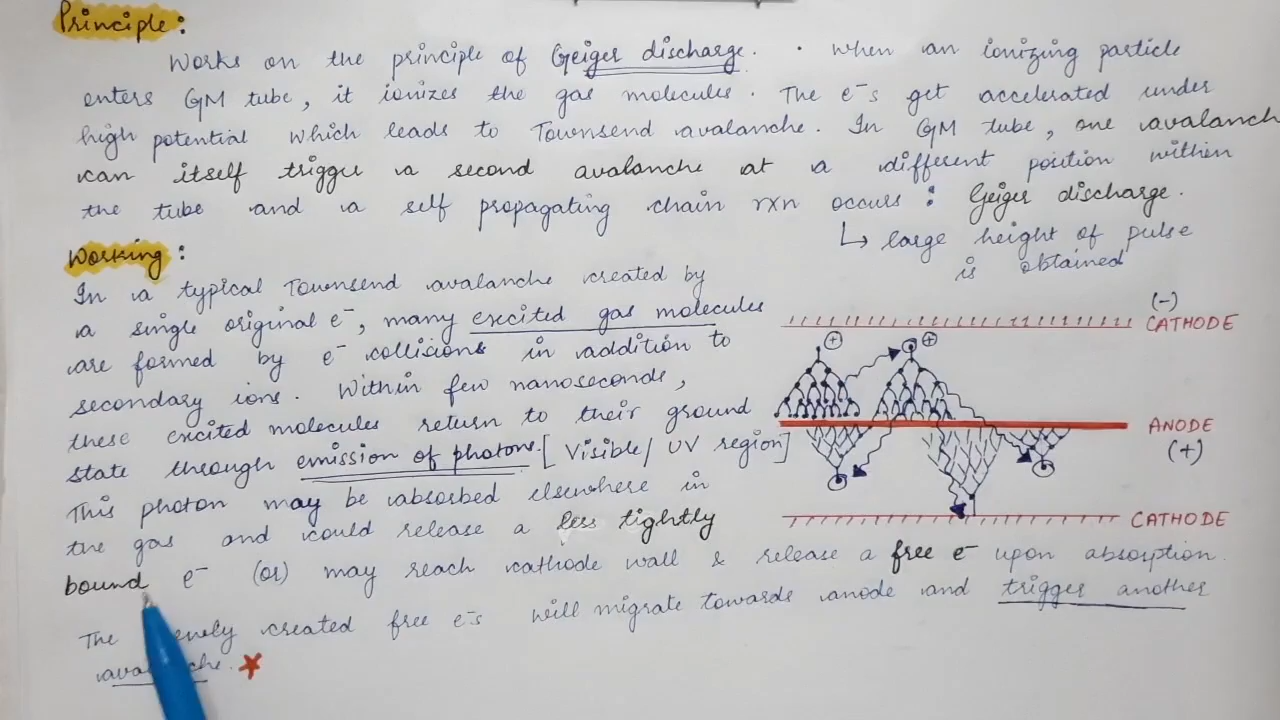 Principle:
Works on the principle of Geiger discharge. • When an ionizing particle
enters GM tube, it ionizes the gas molecules. The e⁻s get accelerated under
high potential which leads to Townsend avalanche. In GM tube, one avalanch
can itself trigger a second avalanche at a different position within
the tube and a self propagating chain rxn occurs : Geiger discharge.
↳ large height of pulse
is obtained
Working:
In a typical Townsend avalanche created by
a single original e⁻, many excited gas molecules
are formed by e⁻ collisions in addition to
secondary ions. Within few nanoseconds,
these excited molecules return to their ground
state through emission of photons. [Visible/ UV region]
This photon may be absorbed elsewhere in
the gas and could release a less tightly
bound e⁻ (or) may reach cathode wall & release a free e⁻ upon absorption.
The newly created free e⁻s will migrate towards anode and trigger another
avalanche.
(-)
CATHODE
+
+
ANODE
(+)
CATHODE